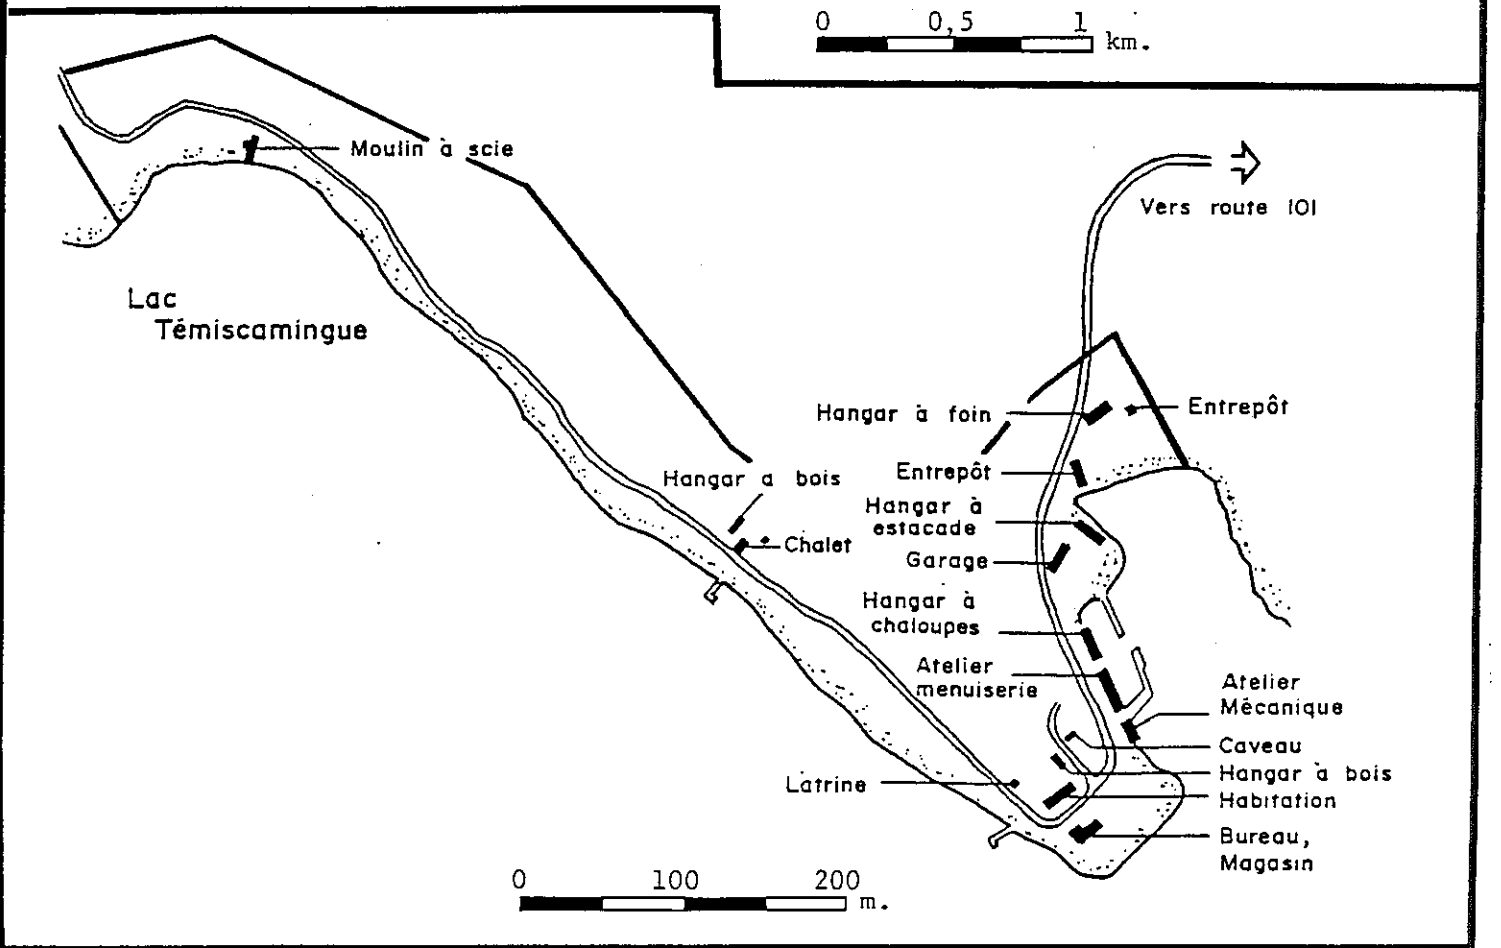 0 0,5 1
km.
Moulin à scie
Vers route 101
Lac
Témiscamingue
Hangar à foin
Entrepôt
Entrepôt
Hangar a bois
Hangar à
estacade
Chalet
Garage
Hangar à
chaloupes
Atelier
menuiserie
Atelier
Mécanique
Caveau
Hangar à bois
Latrine
Habitation
Bureau,
Magasin
0 100 200
m.